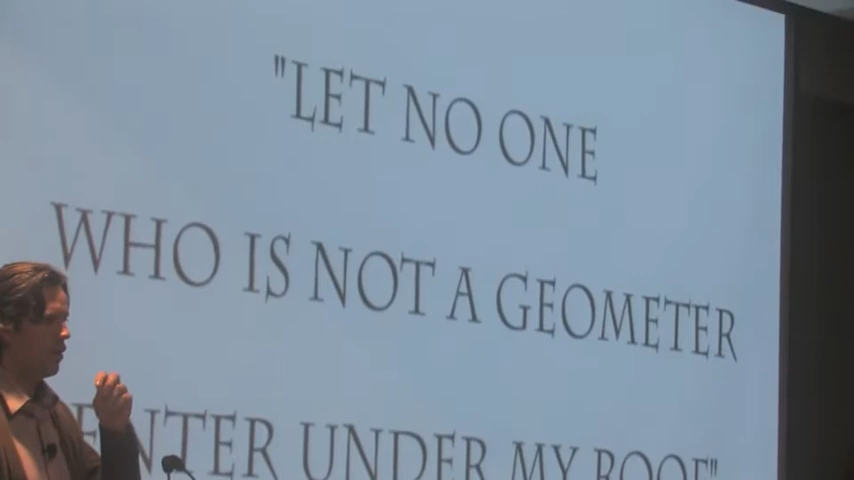 "LET NO ONE
WHO IS NOT A GEOMETER
ENTER UNDER MY ROOF"